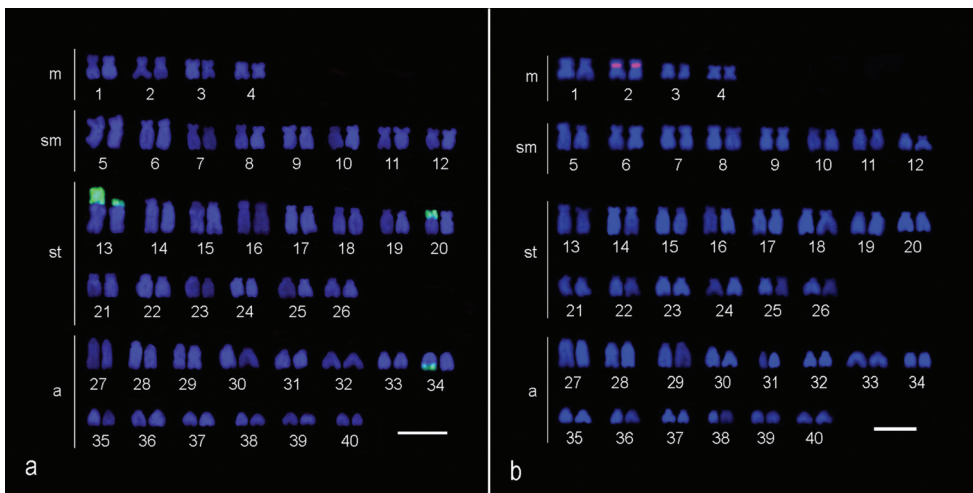 m
1 2 3 4
sm
5 6 7 8 9 10 11 12
st
13 14 15 16 17 18 19 20
21 22 23 24 25 26
a
27 28 29 30 31 32 33 34
35 36 37 38 39 40
a
m
1 2 3 4
sm
5 6 7 8 9 10 11 12
st
13 14 15 16 17 18 19 20
21 22 23 24 25 26
a
27 28 29 30 31 32 33 34
35 36 37 38 39 40
b